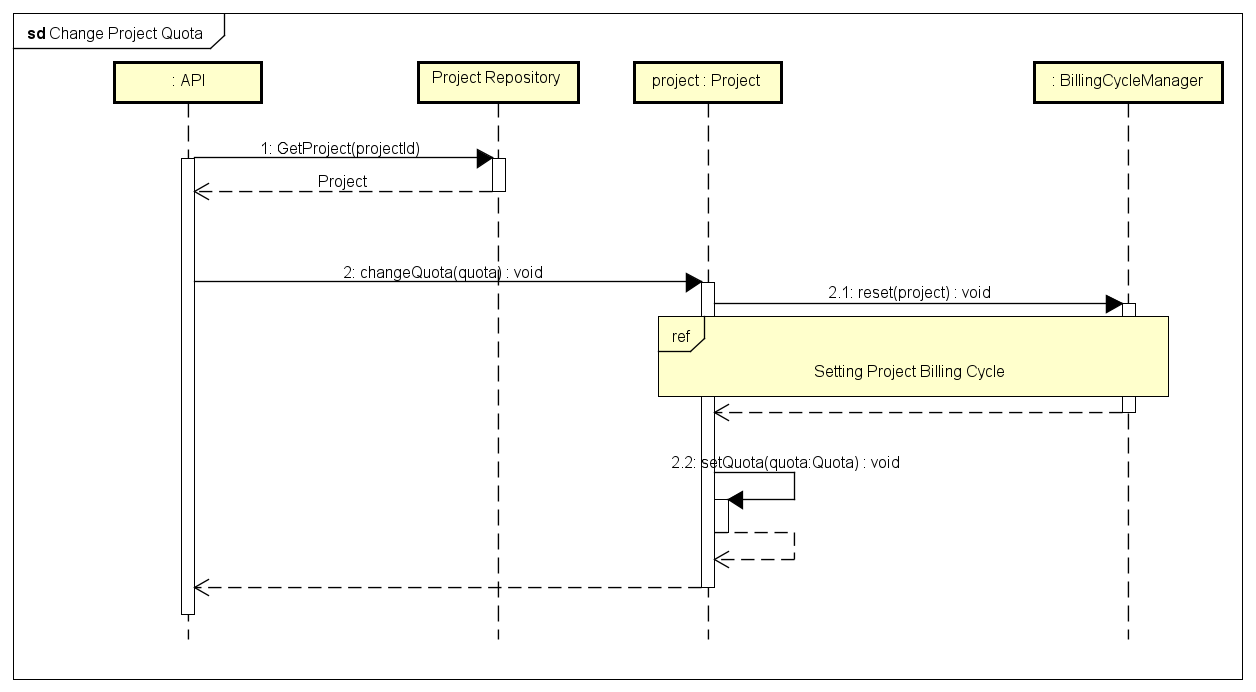 sd Change Project Quota
: API
Project Repository
project : Project
: BillingCycleManager
1: GetProject(projectId)
Project
2: changeQuota(quota) : void
2.1: reset(project) : void
ref
Setting Project Billing Cycle
2.2: setQuota(quota:Quota) : void